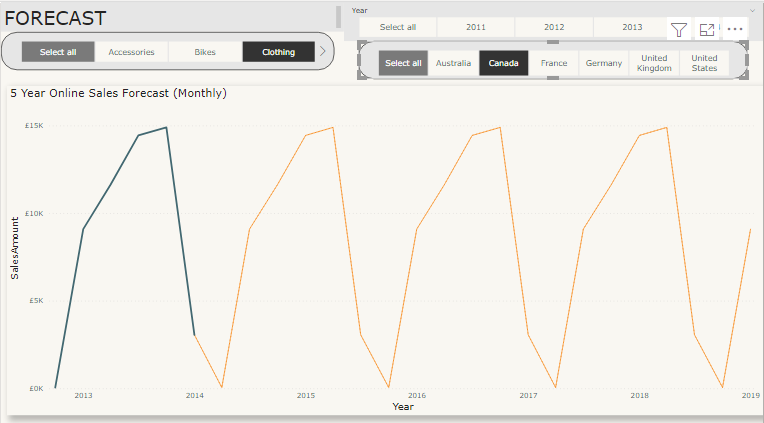 FORECAST
Year
Select all 2011 2012 2013
Select all Accessories Bikes Clothing
Select all Australia Canada France Germany United Kingdom United States
5 Year Online Sales Forecast (Monthly)
£15K
£10K
£5K
£0K
SalesAmount
2013 2014 2015 2016 2017 2018 2019
Year